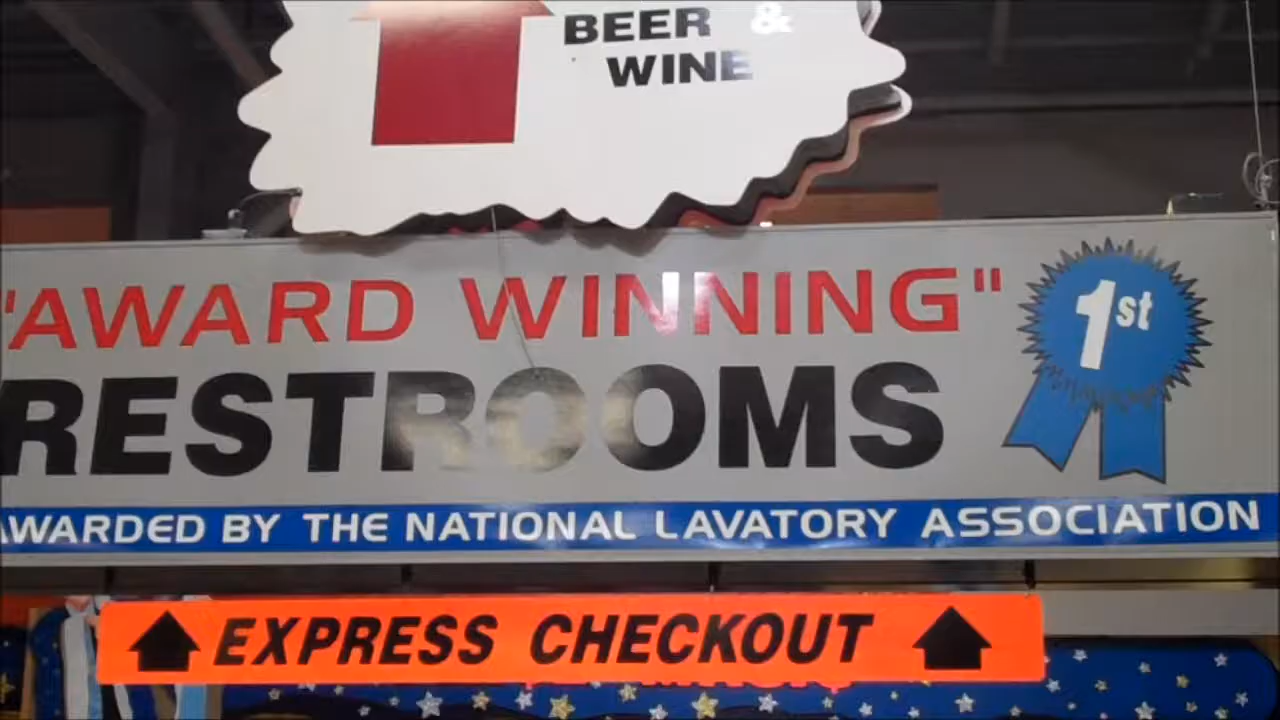 BEER &
WINE
"AWARD WINNING"
RESTROOMS
1st
AWARDED BY THE NATIONAL LAVATORY ASSOCIATION
EXPRESS CHECKOUT